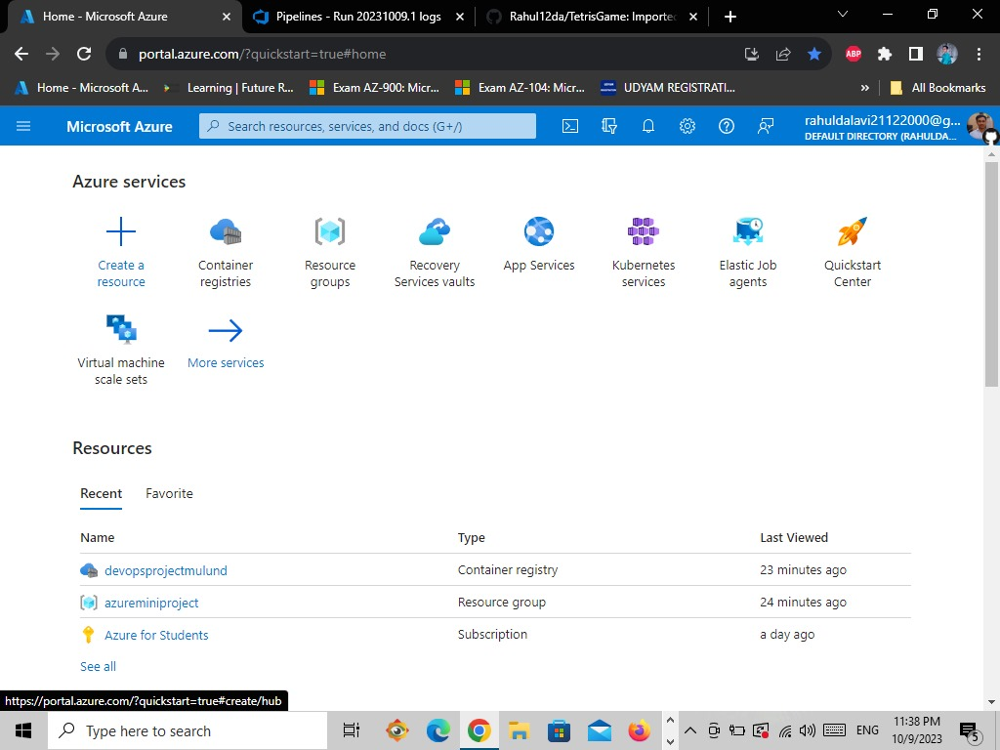 Home - Microsoft Azure
Pipelines - Run 20231009.1 logs
Rahul12da/TetrisGame: Importec
portal.azure.com/?quickstart=true#home
ABP
Home - Microsoft A...
Learning | Future R...
Exam AZ-900: Micr...
Exam AZ-104: Micr...
UDYAM REGISTRATI...
»
All Bookmarks
Microsoft Azure
Search resources, services, and docs (G+/)
rahuldalavi21122000@g...
DEFAULT DIRECTORY (RAHULDA...
Azure services
Create a
resource
Container
registries
Resource
groups
Recovery
Services vaults
App Services
Kubernetes
services
Elastic Job
agents
Quickstart
Center
Virtual machine
scale sets
More services
Resources
Recent Favorite
Name Type Last Viewed
devopsprojectmulund Container registry 23 minutes ago
azureminiproject Resource group 24 minutes ago
Azure for Students Subscription a day ago
See all
https://portal.azure.com/?quickstart=true#create/hub
Type here to search
ENG
11:38 PM
10/9/2023
5